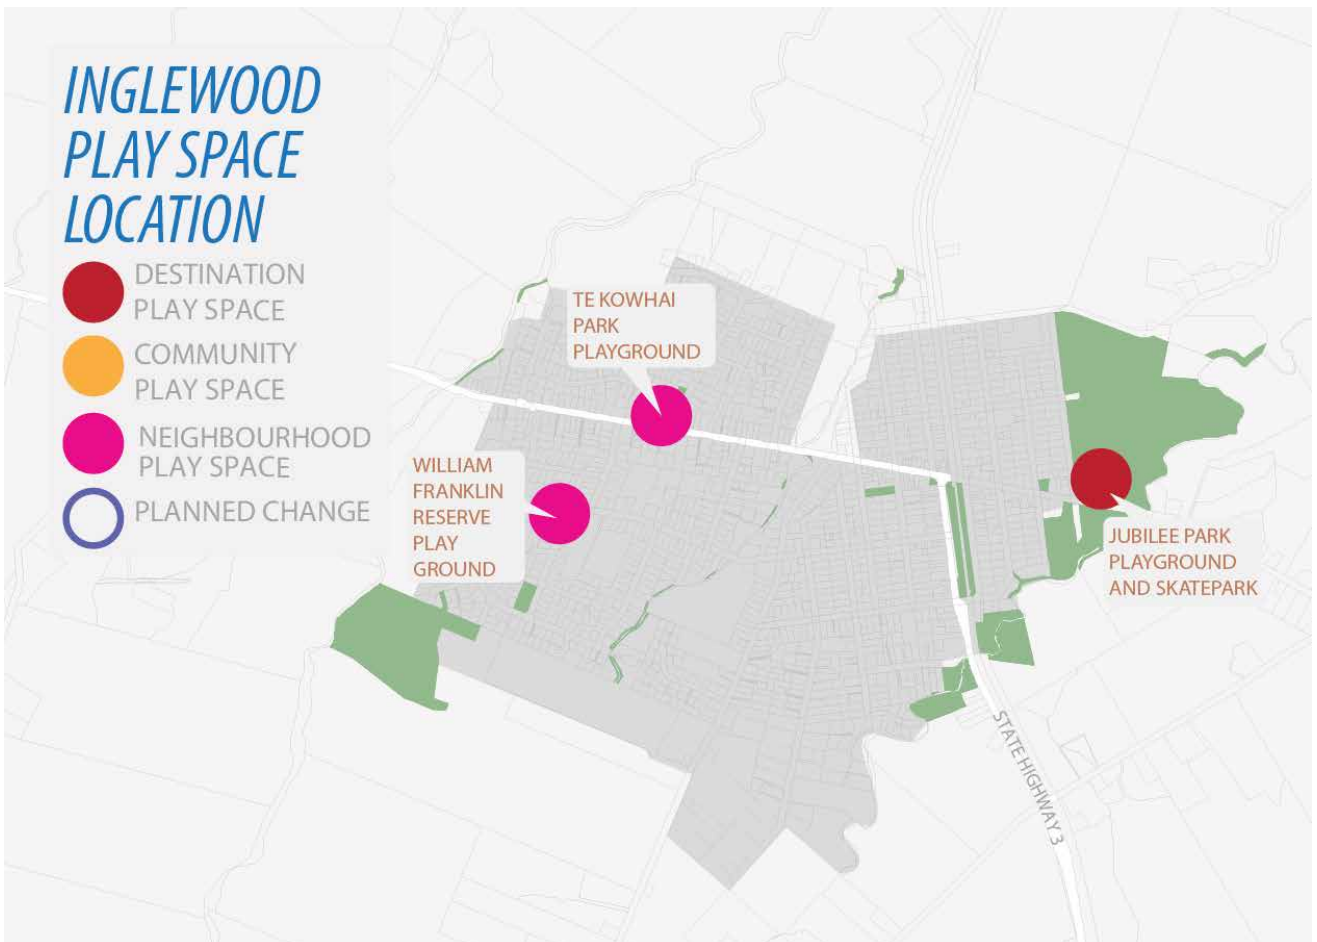 INGLEWOOD
PLAY SPACE
LOCATION
DESTINATION
PLAY SPACE
COMMUNITY
PLAY SPACE
NEIGHBOURHOOD
PLAY SPACE
PLANNED CHANGE
TE KOWHAI
PARK
PLAYGROUND
WILLIAM
FRANKLIN
RESERVE
PLAY
GROUND
JUBILEE PARK
PLAYGROUND
AND SKATEPARK
STATE HIGHWAY 3